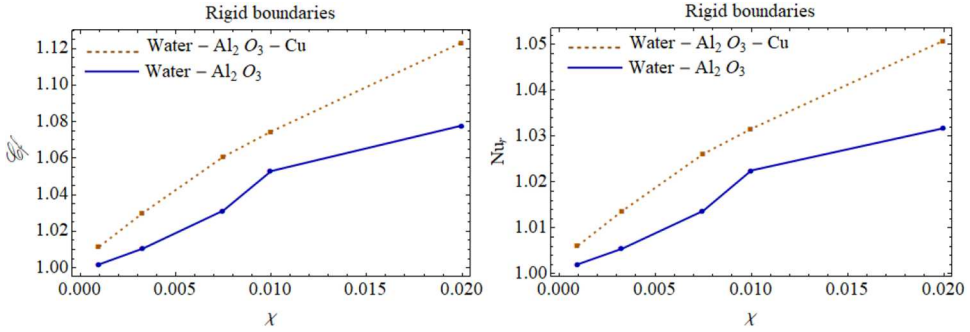 Rigid boundaries
Water − Al2 O3 − Cu
Water − Al2 O3
1.12
1.10
1.08
1.06
1.04
1.02
1.00
0.000 0.005 0.010 0.015 0.020
χ
Rigid boundaries
Water − Al2 O3 − Cu
Water − Al2 O3
Nur
1.05
1.04
1.03
1.02
1.01
1.00
0.000 0.005 0.010 0.015 0.020
χ